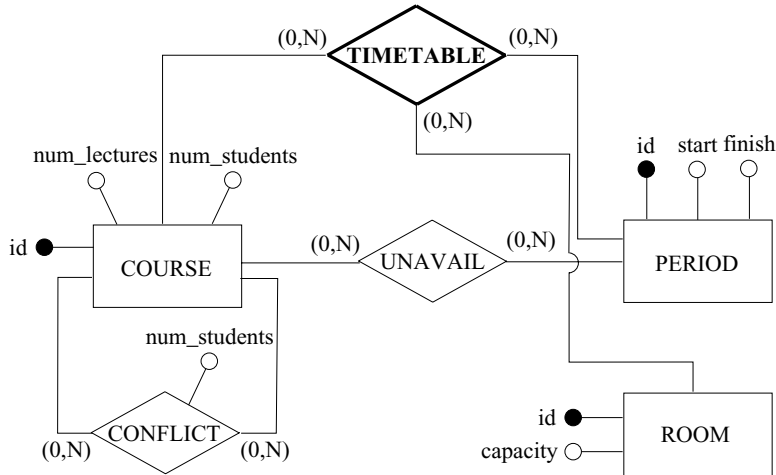 (0,N) TIMETABLE (0,N)
(0,N)
num_lectures num_students
id start finish
id COURSE (0,N) UNAVAIL (0,N) PERIOD
num_students
(0,N) CONFLICT (0,N)
id ROOM
capacity